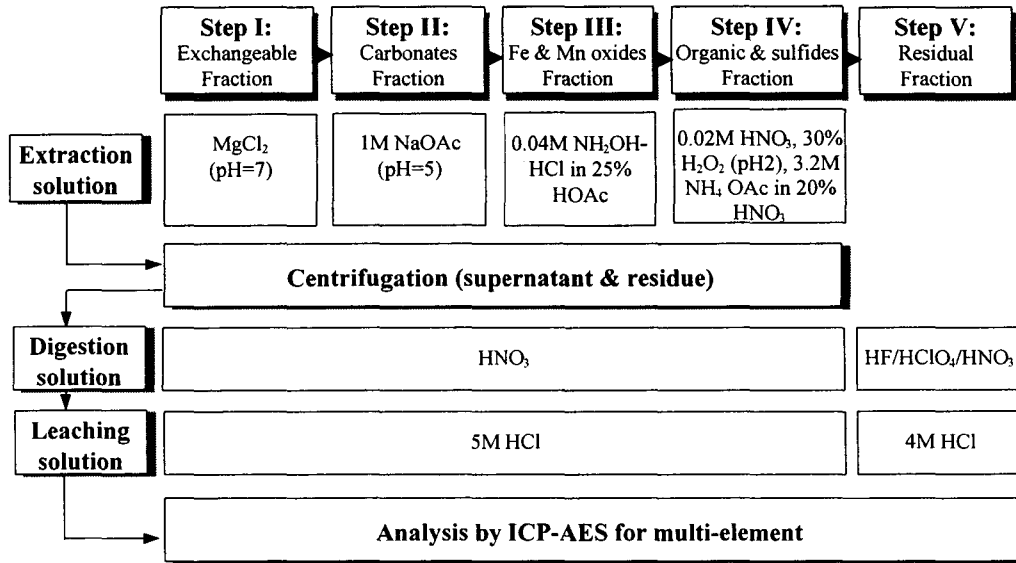 Step I:
Exchangeable
Fraction
Step II:
Carbonates
Fraction
Step III:
Fe & Mn oxides
Fraction
Step IV:
Organic & sulfides
Fraction
Step V:
Residual
Fraction
Extraction
solution
MgCl₂
(pH=7)
1M NaOAc
(pH=5)
0.04M NH₂OH-
HCl in 25%
HOAc
0.02M HNO₃, 30%
H₂O₂ (pH2), 3.2M
NH₄ OAc in 20%
HNO₃
Centrifugation (supernatant & residue)
Digestion
solution
HNO₃
HF/HClO₄/HNO₃
Leaching
solution
5M HCl
4M HCl
Analysis by ICP-AES for multi-element